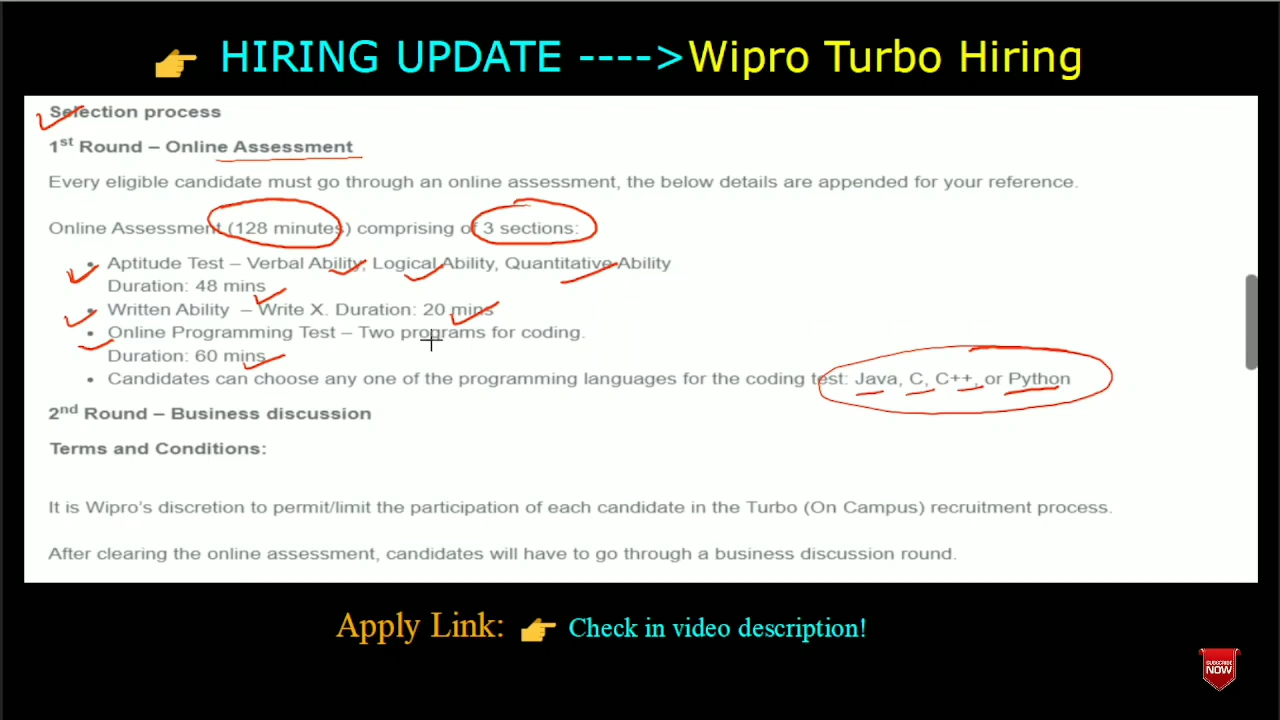 👉 HIRING UPDATE ---->Wipro Turbo Hiring
Selection process
1st Round – Online Assessment
Every eligible candidate must go through an online assessment, the below details are appended for your reference.
Online Assessment (128 minutes) comprising of 3 sections:
• Aptitude Test – Verbal Ability, Logical Ability, Quantitative Ability
Duration: 48 mins
• Written Ability – Write X. Duration: 20 mins
• Online Programming Test – Two programs for coding.
Duration: 60 mins
• Candidates can choose any one of the programming languages for the coding test: Java, C, C++, or Python
2nd Round – Business discussion
Terms and Conditions:
It is Wipro's discretion to permit/limit the participation of each candidate in the Turbo (On Campus) recruitment process.
After clearing the online assessment, candidates will have to go through a business discussion round.
Apply Link: 👉 Check in video description!
SUBSCRIBE
NOW